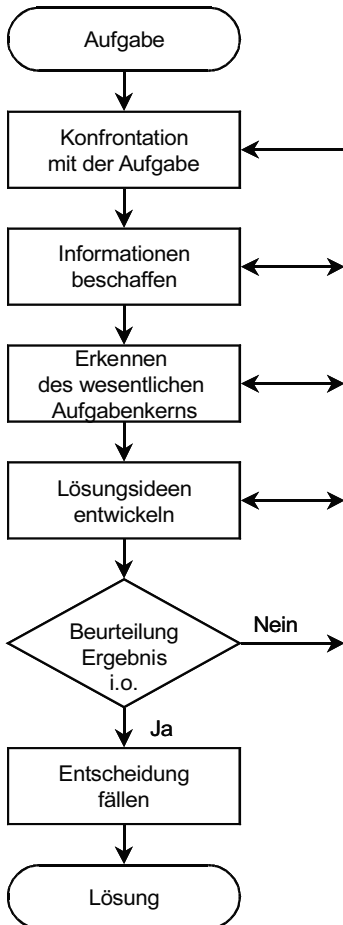 Aufgabe
Konfrontation
mit der Aufgabe
Informationen
beschaffen
Erkennen
des wesentlichen
Aufgabenkerns
Lösungsideen
entwickeln
Beurteilung
Ergebnis
i.o.
Nein
Ja
Entscheidung
fällen
Lösung